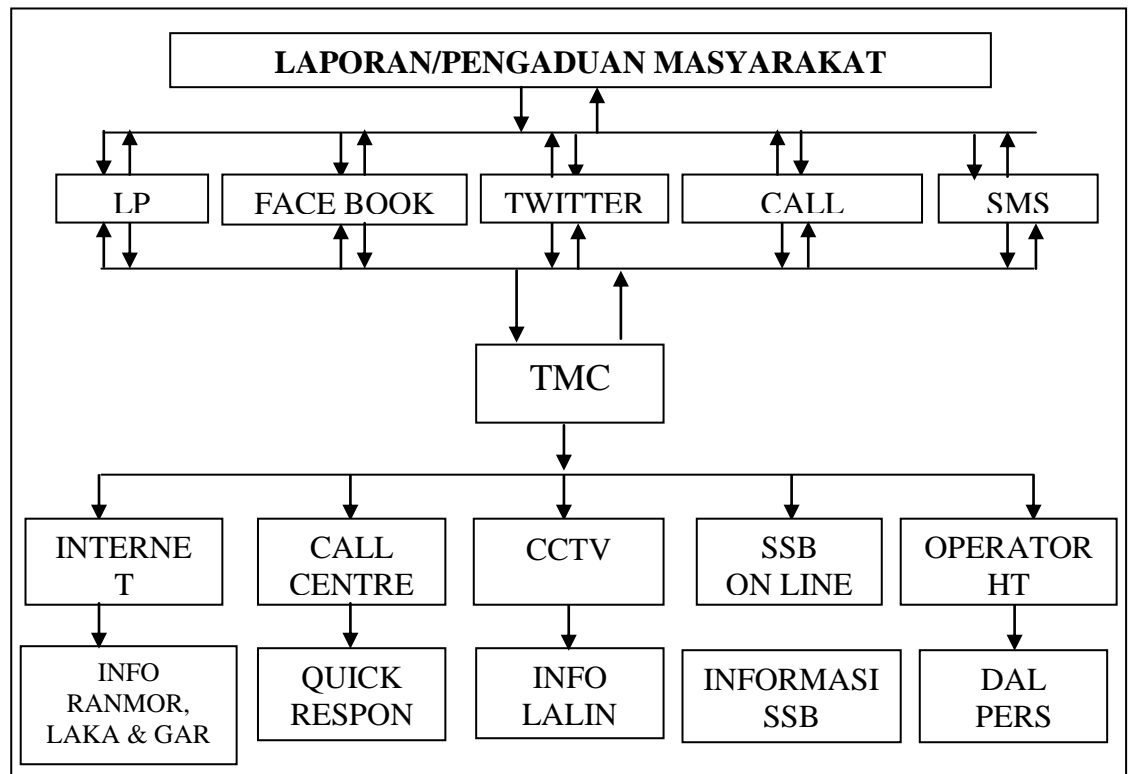 LAPORAN/PENGADUAN MASYARAKAT
LP
FACE BOOK
TWITTER
CALL
SMS
TMC
INTERNE
T
CALL
CENTRE
CCTV
SSB
ON LINE
OPERATOR
HT
INFO
RANMOR,
LAKA & GAR
QUICK
RESPON
INFO
LALIN
INFORMASI
SSB
DAL
PERS